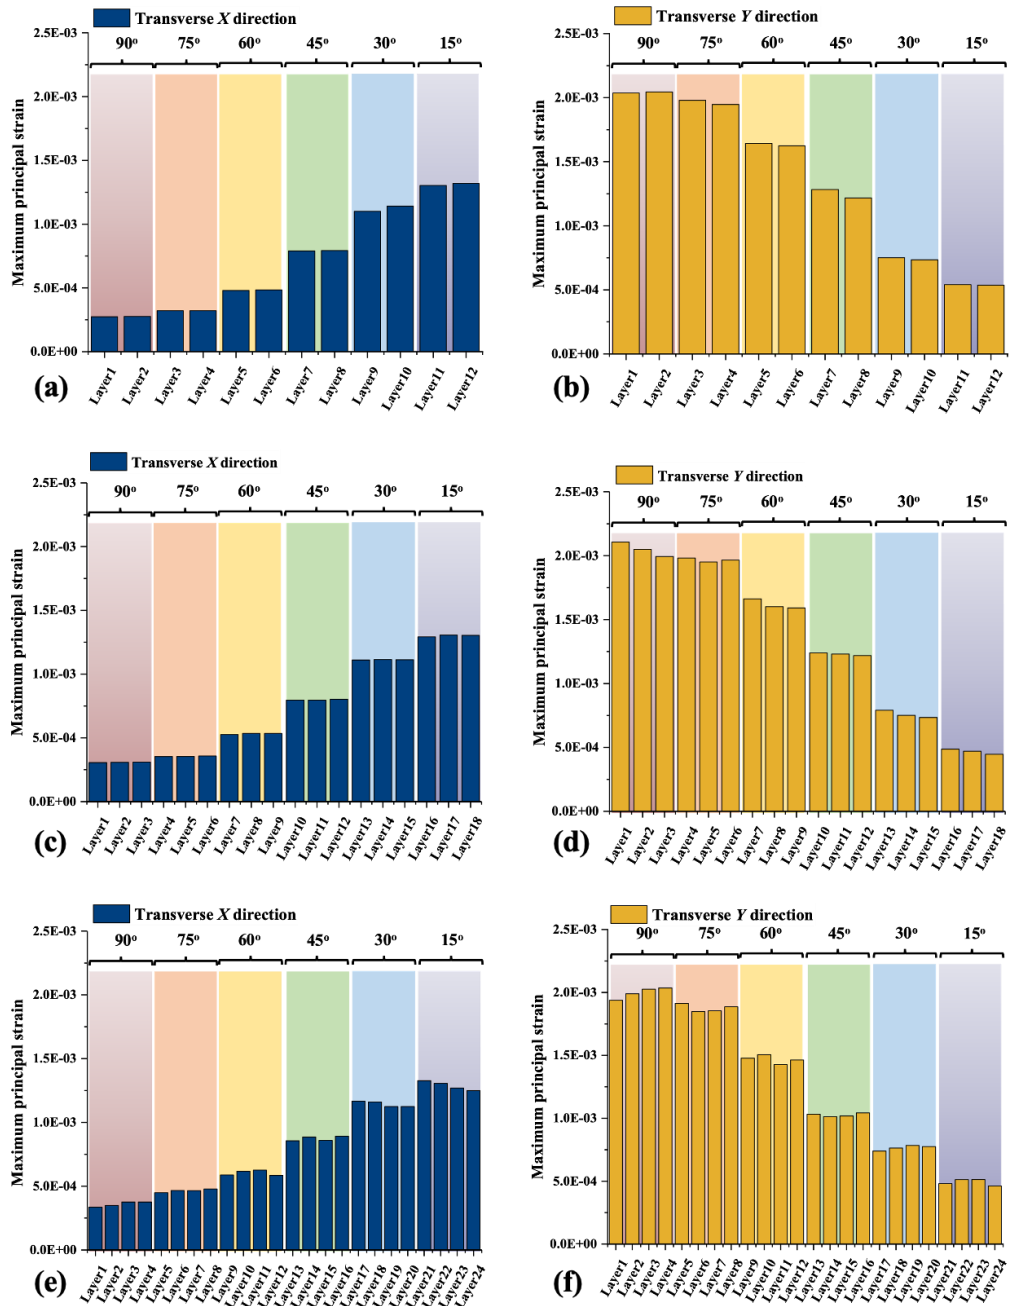 Transverse X direction
90° 75° 60° 45° 30° 15°
2.5E-03
2.0E-03
1.5E-03
1.0E-03
5.0E-04
0.0E+00
Maximum principal strain
Layer1 Layer2 Layer3 Layer4 Layer5 Layer6 Layer7 Layer8 Layer9 Layer10 Layer11 Layer12
(a)
Transverse Y direction
90° 75° 60° 45° 30° 15°
2.5E-03
2.0E-03
1.5E-03
1.0E-03
5.0E-04
0.0E+00
Maximum principal strain
Layer1 Layer2 Layer3 Layer4 Layer5 Layer6 Layer7 Layer8 Layer9 Layer10 Layer11 Layer12
(b)
Transverse X direction
90° 75° 60° 45° 30° 15°
2.5E-03
2.0E-03
1.5E-03
1.0E-03
5.0E-04
0.0E+00
Maximum principal strain
Layer1 Layer2 Layer3 Layer4 Layer5 Layer6 Layer7 Layer8 Layer9 Layer10 Layer11 Layer12 Layer13 Layer14 Layer15 Layer16 Layer17 Layer18
(c)
Transverse Y direction
90° 75° 60° 45° 30° 15°
2.5E-03
2.0E-03
1.5E-03
1.0E-03
5.0E-04
0.0E+00
Maximum principal strain
Layer1 Layer2 Layer3 Layer4 Layer5 Layer6 Layer7 Layer8 Layer9 Layer10 Layer11 Layer12 Layer13 Layer14 Layer15 Layer16 Layer17 Layer18
(d)
Transverse X direction
90° 75° 60° 45° 30° 15°
2.5E-03
2.0E-03
1.5E-03
1.0E-03
5.0E-04
0.0E+00
Maximum principal strain
Layer1 Layer2 Layer3 Layer4 Layer5 Layer6 Layer7 Layer8 Layer9 Layer10 Layer11 Layer12 Layer13 Layer14 Layer15 Layer16 Layer17 Layer18 Layer19 Layer20 Layer21 Layer22 Layer23 Layer24
(e)
Transverse Y direction
90° 75° 60° 45° 30° 15°
2.5E-03
2.0E-03
1.5E-03
1.0E-03
5.0E-04
0.0E+00
Maximum principal strain
Layer1 Layer2 Layer3 Layer4 Layer5 Layer6 Layer7 Layer8 Layer9 Layer10 Layer11 Layer12 Layer13 Layer14 Layer15 Layer16 Layer17 Layer18 Layer19 Layer20 Layer21 Layer22 Layer23 Layer24
(f)